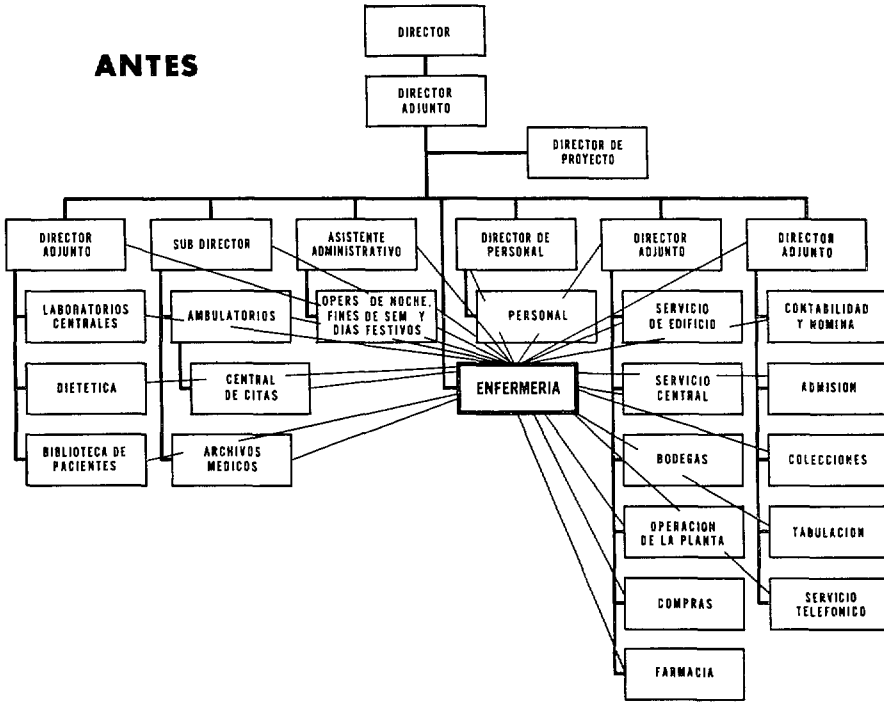 ANTES
DIRECTOR
DIRECTOR
ADJUNTO
DIRECTOR DE
PROYECTO
DIRECTOR
ADJUNTO
SUB DIRECTOR
ASISTENTE
ADMINISTRATIVO
DIRECTOR DE
PERSONAL
DIRECTOR
ADJUNTO
DIRECTOR
ADJUNTO
LABORATORIOS
CENTRALES
AMBULATORIOS
OPERS DE NOCHE,
FINES DE SEM Y
DIAS FESTIVOS
PERSONAL
SERVICIO
DE EDIFICIO
CONTABILIDAD
Y NOMINA
DIETETICA
CENTRAL
DE CITAS
ENFERMERIA
SERVICIO
CENTRAL
ADMISION
BIBLIOTECA DE
PACIENTES
ARCHIVOS
MEDICOS
BODEGAS
COLECCIONES
OPERACION
DE LA PLANTA
TABULACION
COMPRAS
SERVICIO
TELEFONICO
FARMACIA